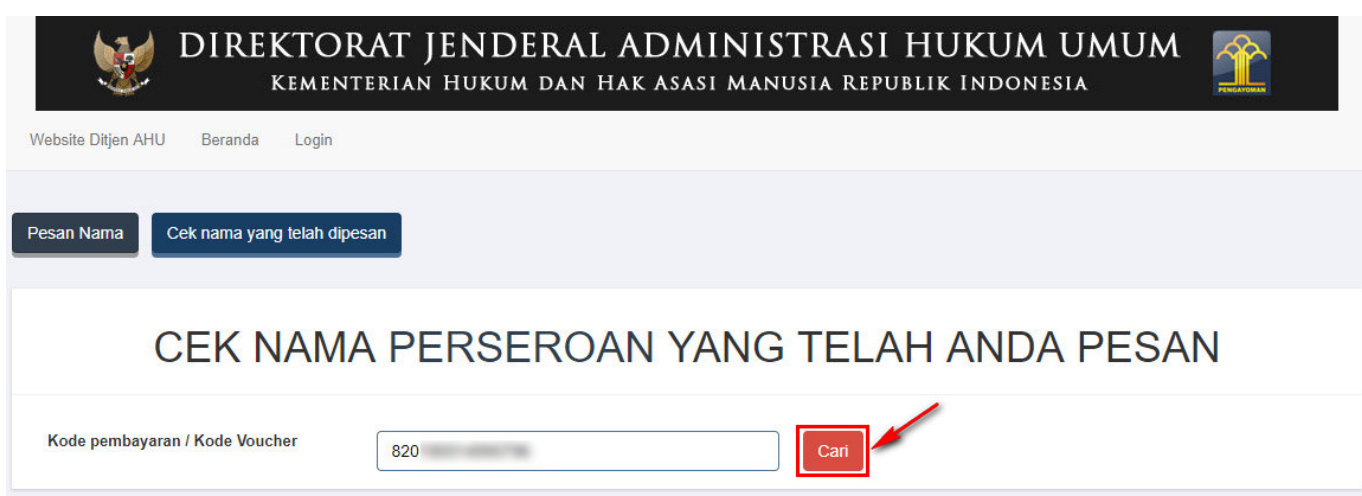 DIREKTORAT JENDERAL ADMINISTRASI HUKUM UMUM
KEMENTERIAN HUKUM DAN HAK ASASI MANUSIA REPUBLIK INDONESIA
PENGAYOMAN
Website Ditjen AHU Beranda Login
Pesan Nama Cek nama yang telah dipesan
CEK NAMA PERSEROAN YANG TELAH ANDA PESAN
Kode pembayaran / Kode Voucher 820 Cari